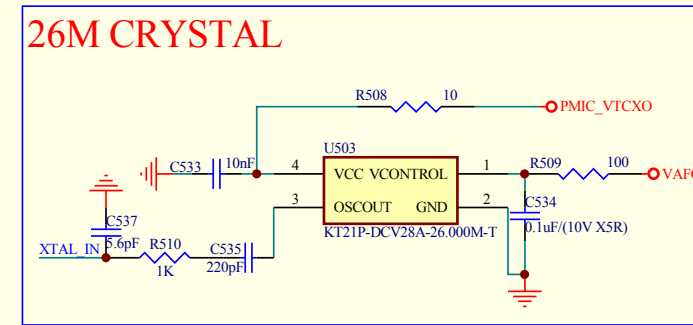 26M CRYSTAL
R508 10
PMIC_VTCXO
U503
C533 10nF 4 VCC VCONTROL 1 R509 100 VAF
3 OSCOUT GND 2 C534
C537 KT21P-DCV28A-26.000M-T 0.1uF/(10V X5R)
XTAL_IN 5.6pF R510 C535
1K 220pF